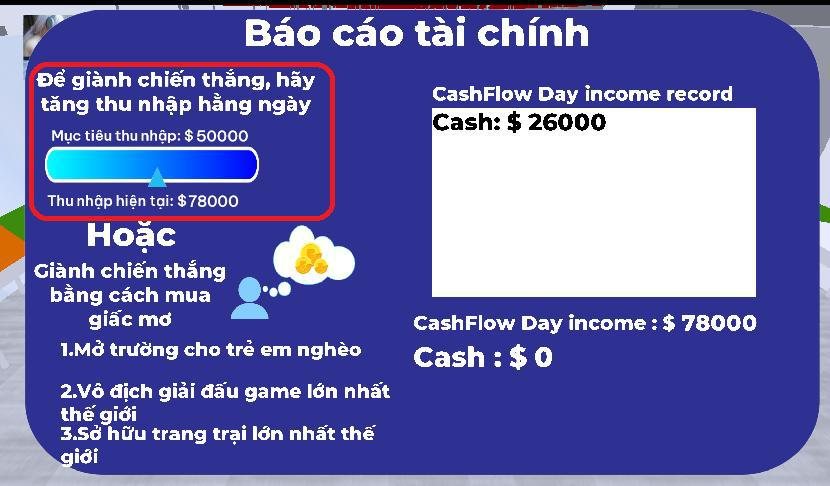 Báo cáo tài chính
Để giành chiến thắng, hãy
tăng thu nhập hằng ngày
Mục tiêu thu nhập: $ 50000
Thu nhập hiện tại: $78000
Hoặc
Giành chiến thắng
bằng cách mua
giấc mơ
1.Mở trường cho trẻ em nghèo
2.Vô địch giải đấu game lớn nhất
thế giới
3.Sở hữu trang trại lớn nhất thế
giới
CashFlow Day income record
Cash: $ 26000
CashFlow Day income : $ 78000
Cash : $ 0